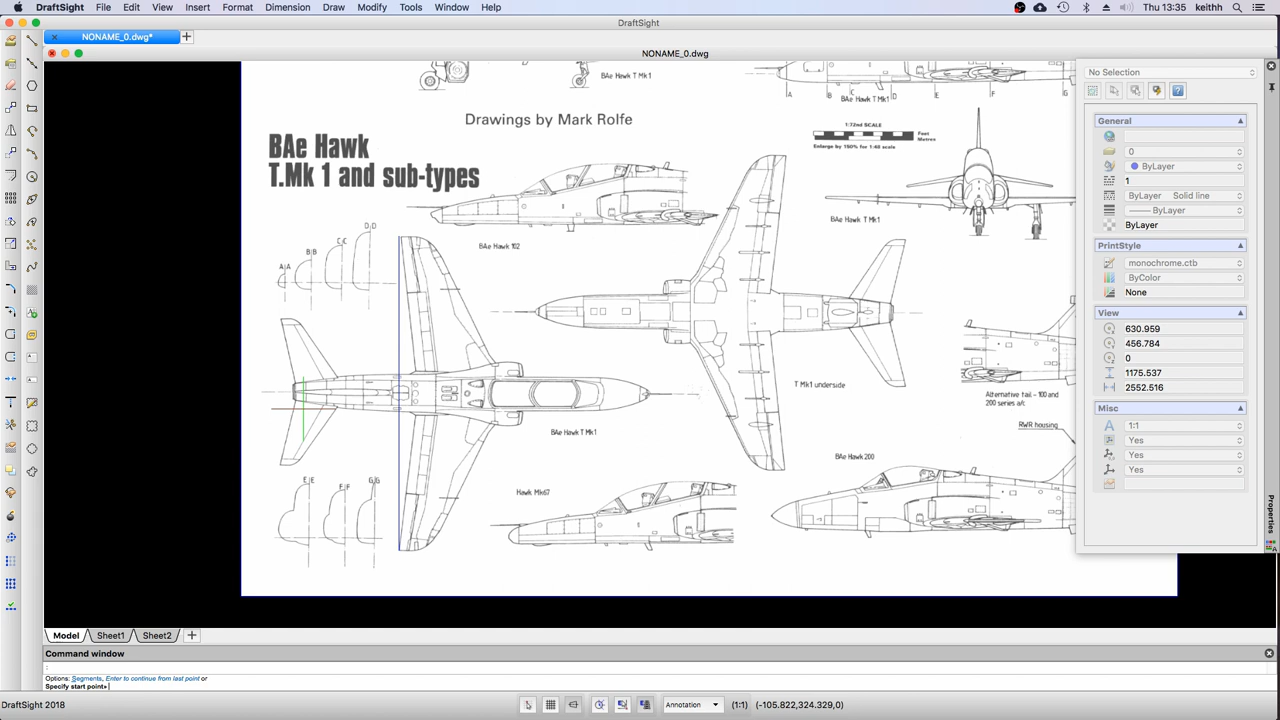 DraftSight File Edit View Insert Format Dimension Draw Modify Tools Window Help
Thu 13:35 keithh
DraftSight
NONAME_0.dwg*
NONAME_0.dwg
No Selection
General
0
ByLayer
1
ByLayer Solid line
ByLayer
ByLayer
PrintStyle
monochrome.ctb
ByColor
None
View
630.959
456.784
0
1175.537
2552.516
Misc
1:1
Yes
Yes
Yes
Properties
BAe Hawk T Mk1
BAe Hawk T Mk1
A B C D E F G
Drawings by Mark Rolfe
1:72nd SCALE
Feet
Metres
Enlarge by 150% for 1:48 scale
BAe Hawk
T.Mk 1 and sub-types
BAe Hawk T Mk1
BAe Hawk 102
D D
C C
B B
A A
T Mk1 underside
Alternative tail - 100 and
200 series a/c
RWR housing
BAe Hawk T Mk1
BAe Hawk 200
E E
F F
G G
Hawk Mk67
Model Sheet1 Sheet2
Command window
:
Options: Segments, Enter to continue from last point or
Specify start point»
DraftSight 2018
Annotation (1:1) (-105.822,324.329,0)